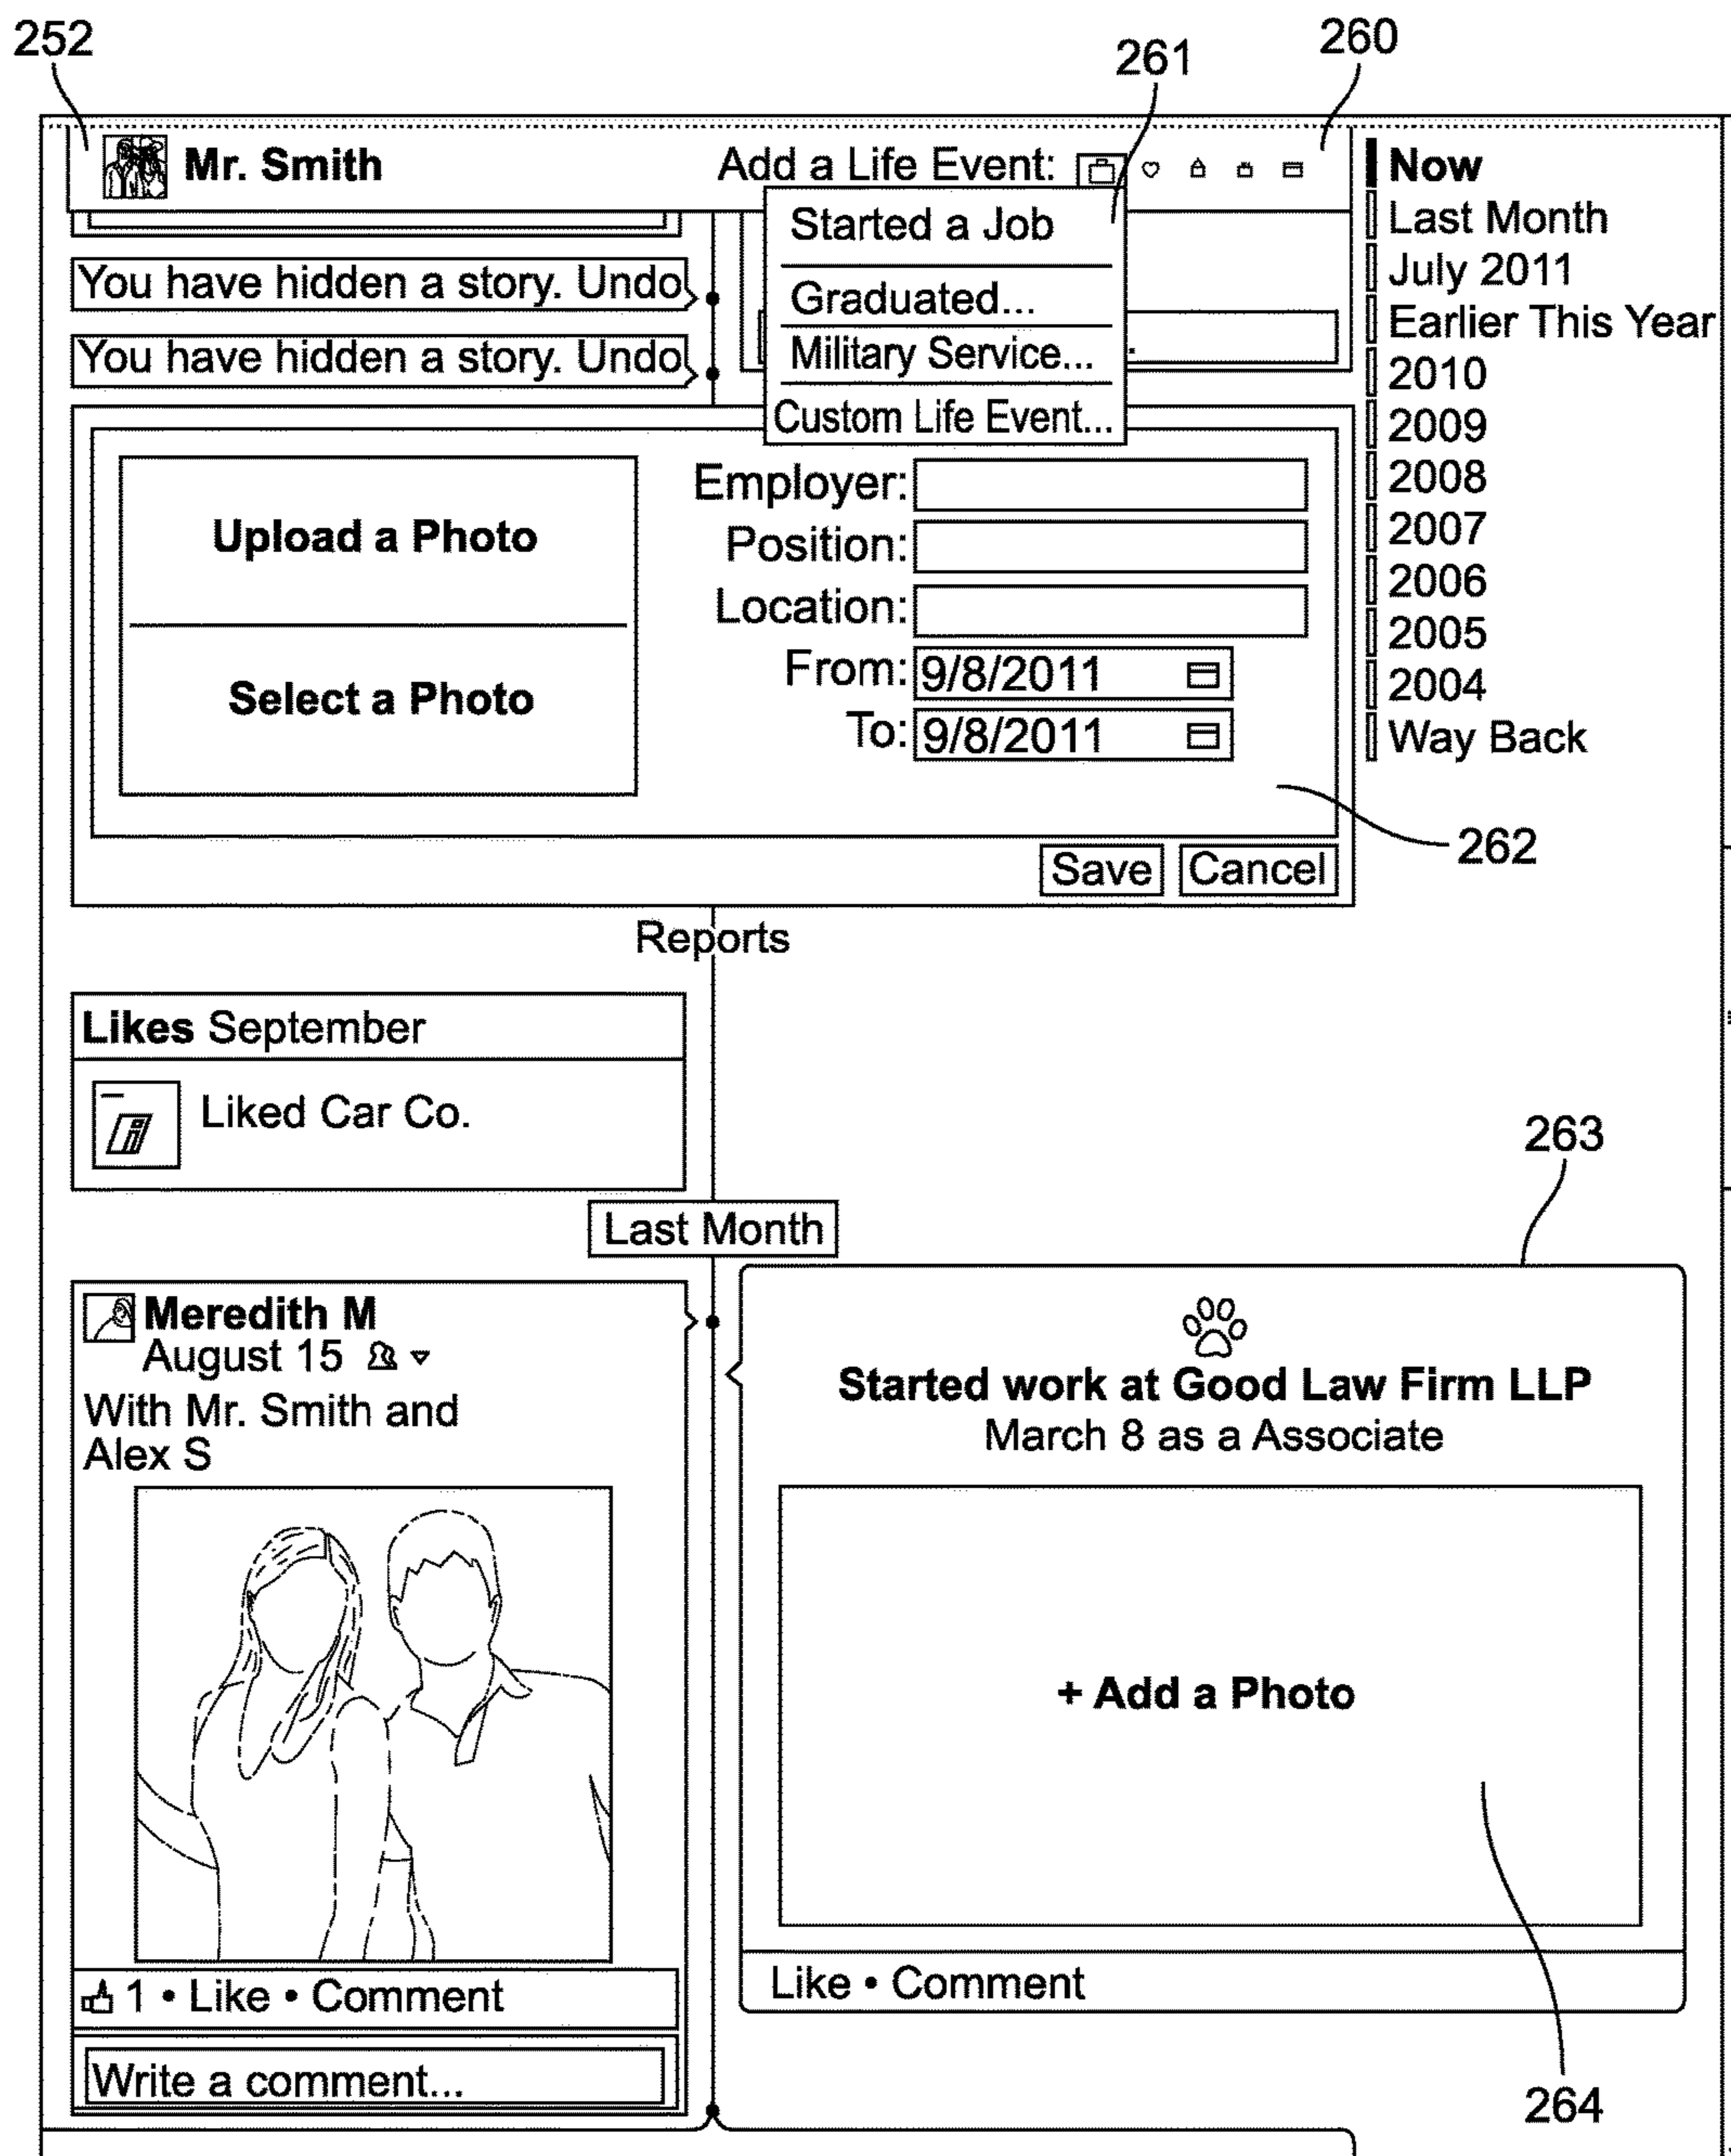 252
261
260
Mr. Smith
Add a Life Event:
Started a Job
Graduated...
Military Service...
Custom Life Event...
Now
Last Month
July 2011
Earlier This Year
2010
2009
2008
2007
2006
2005
2004
Way Back
You have hidden a story. Undo
You have hidden a story. Undo
Upload a Photo
Select a Photo
Employer:
Position:
Location:
From: 9/8/2011
To: 9/8/2011
262
Save Cancel
Reports
Likes September
Liked Car Co.
263
Last Month
Meredith M
August 15
With Mr. Smith and
Alex S
1 • Like • Comment
Write a comment...
Started work at Good Law Firm LLP
March 8 as a Associate
+ Add a Photo
Like • Comment
264